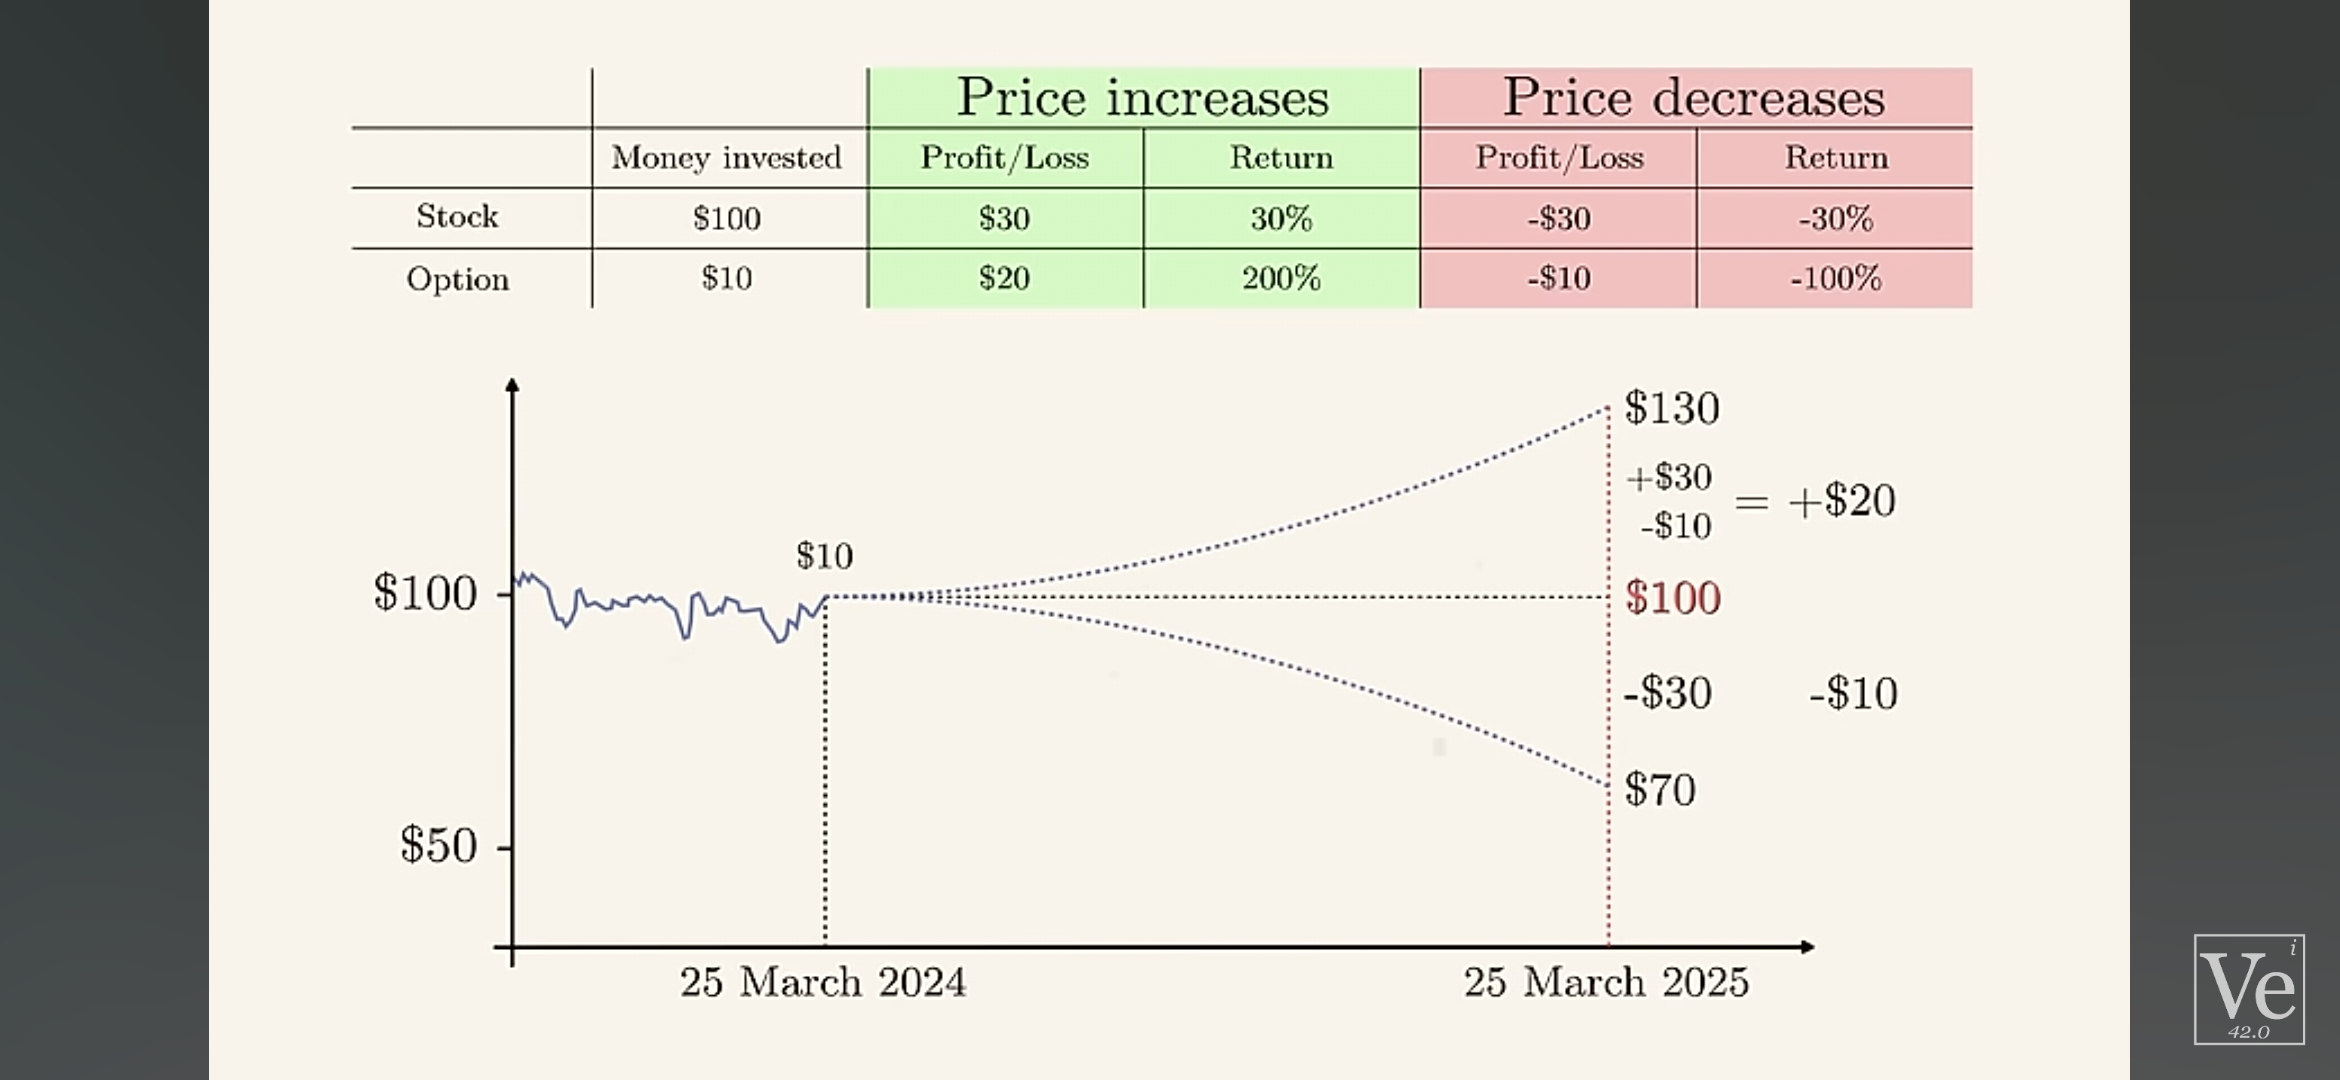 Price increases Price decreases
Money invested Profit/Loss Return Profit/Loss Return
Stock $100 $30 30% -$30 -30%
Option $10 $20 200% -$10 -100%
$130
+$30
-$10
= +$20
$10
$100
$100
-$30 -$10
$70
$50
25 March 2024 25 March 2025
Ve i
42.0